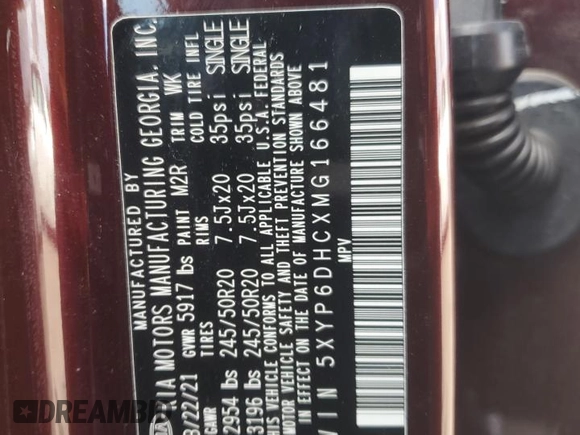 MANUFACTURED BY
KIA MOTORS MANUFACTURING GEORGIA, INC.
/22/21 GVWR 5917 lbs PAINT M2R TRIM WK
GAWR TIRES RIMS COLD TIRE INFL
2954 lbs 245/50R20 7.5Jx20 35psi SINGLE
3196 lbs 245/50R20 7.5Jx20 35psi SINGLE
THIS VEHICLE CONFORMS TO ALL APPLICABLE U.S.A. FEDERAL
MOTOR VEHICLE SAFETY AND THEFT PREVENTION STANDARDS
IN EFFECT ON THE DATE OF MANUFACTURE SHOWN ABOVE
VIN 5XYP6DHCXMG166481
MPV
DREAMBID